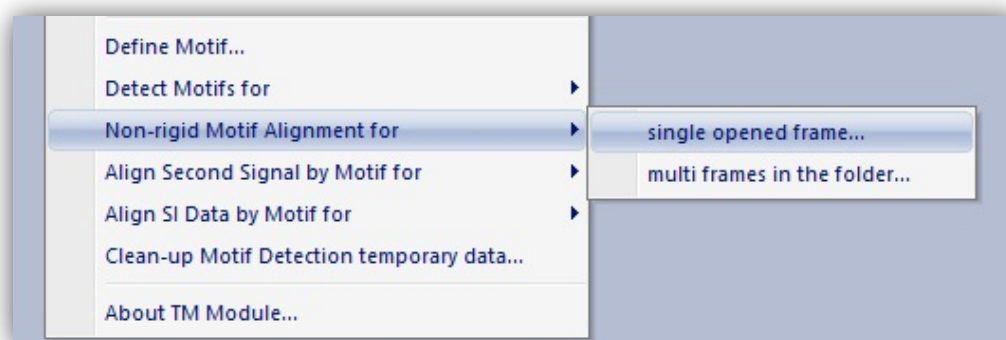 Define Motif...
Detect Motifs for
Non-rigid Motif Alignment for
single opened frame...
Align Second Signal by Motif for
multi frames in the folder...
Align SI Data by Motif for
Clean-up Motif Detection temporary data...
About TM Module...